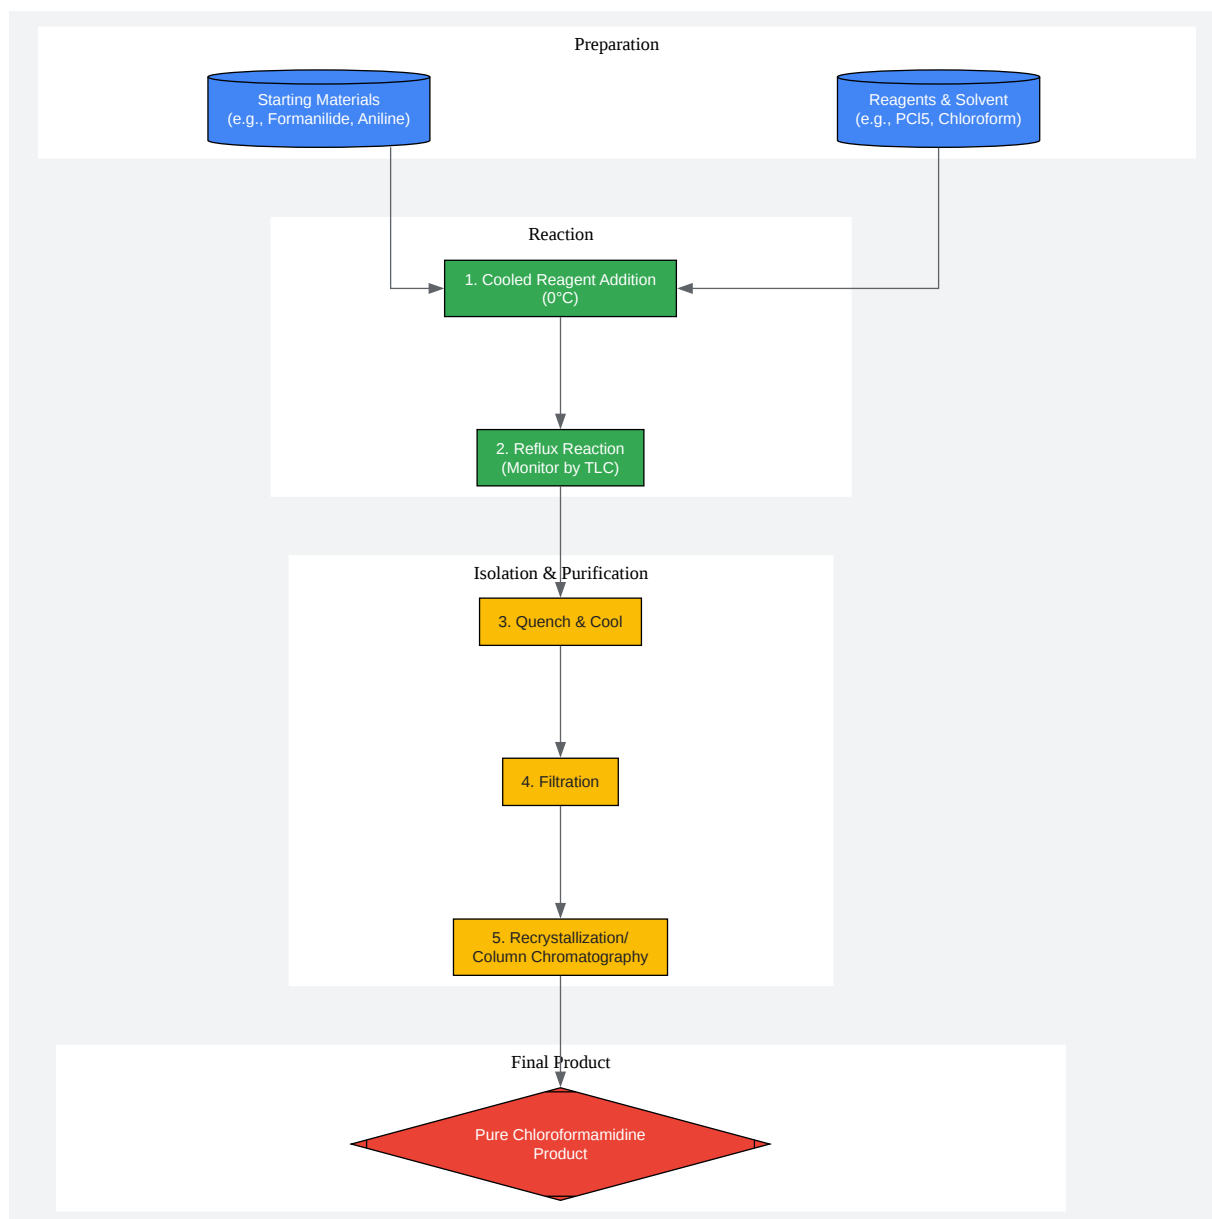 Preparation
Starting Materials
(e.g., Formanilide, Aniline)
Reagents & Solvent
(e.g., PCl5, Chloroform)
Reaction
1. Cooled Reagent Addition
(0°C)
2. Reflux Reaction
(Monitor by TLC)
Isolation & Purification
3. Quench & Cool
4. Filtration
5. Recrystallization/
Column Chromatography
Final Product
Pure Chloroformamidine
Product